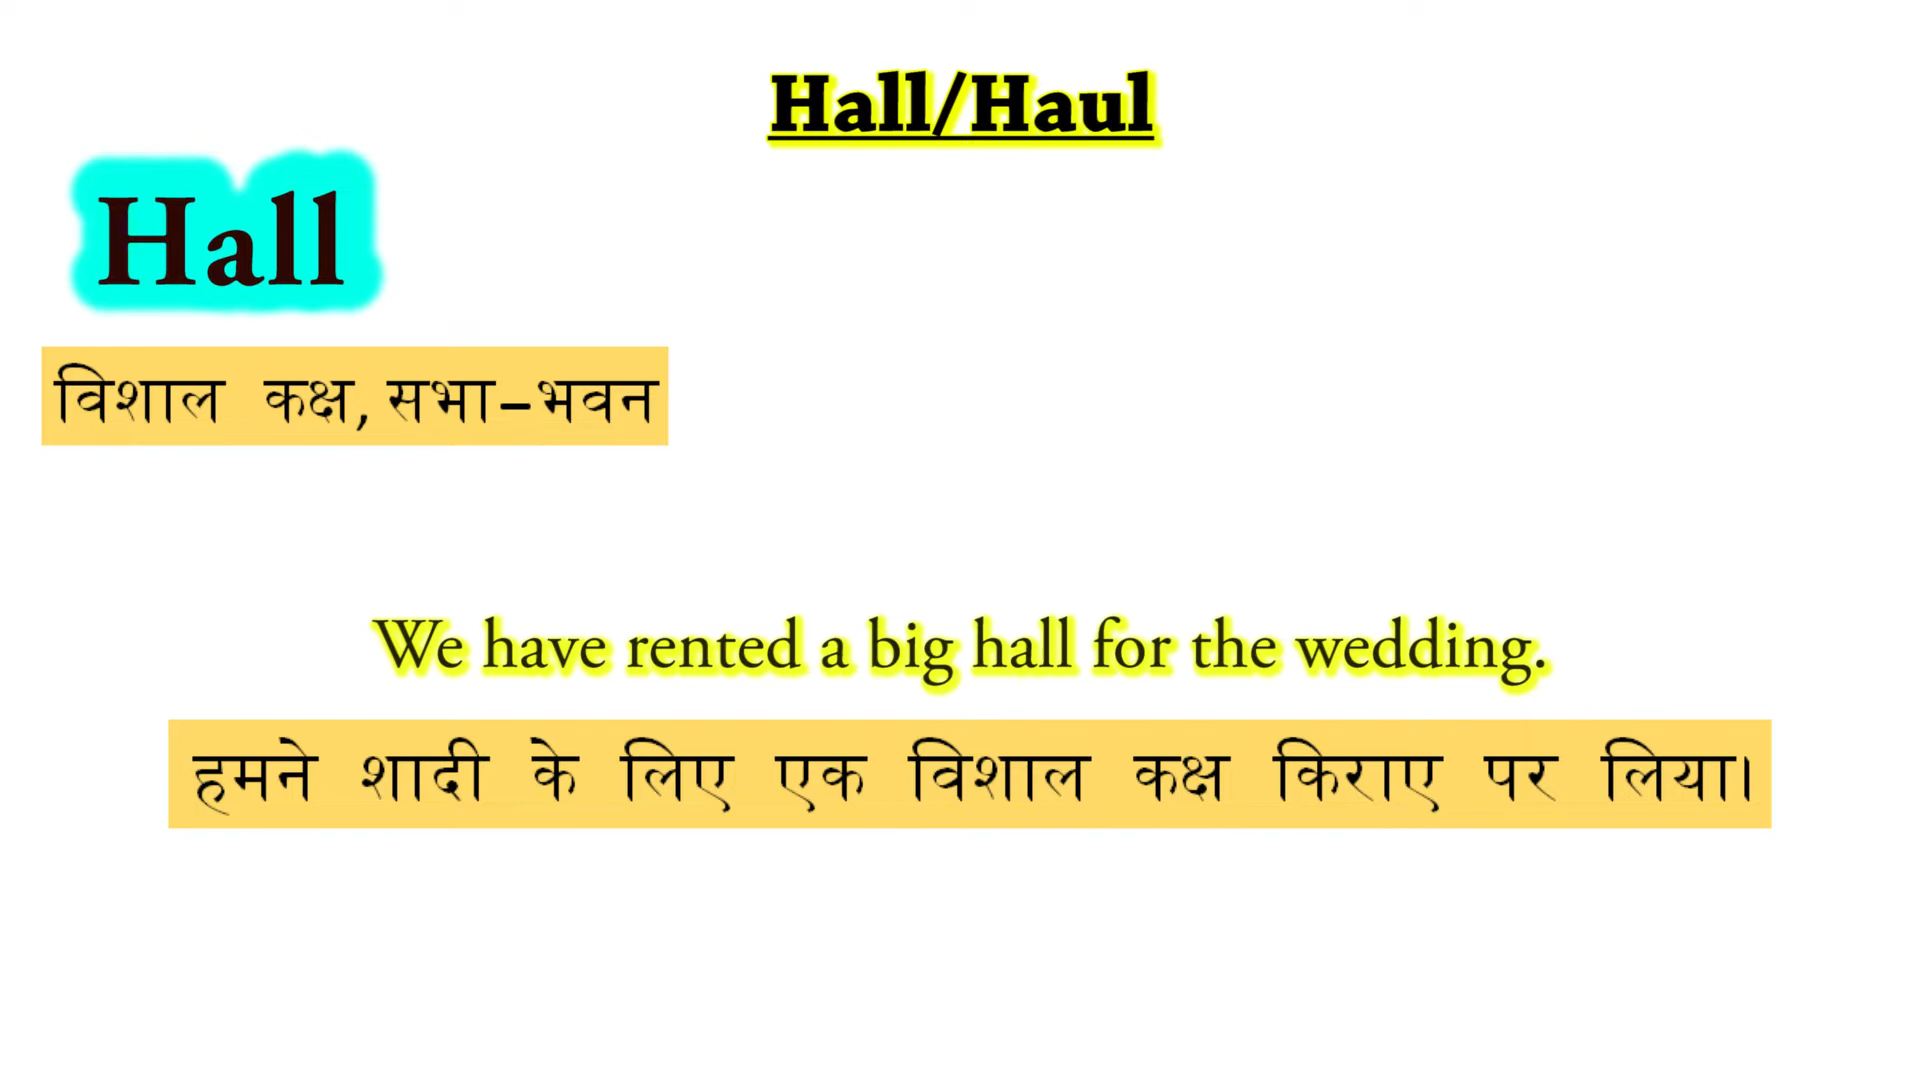 Hall/Haul
Hall
विशाल कक्ष, सभा-भवन
We have rented a big hall for the wedding.
हमने शादी के लिए एक विशाल कक्ष किराए पर लिया।